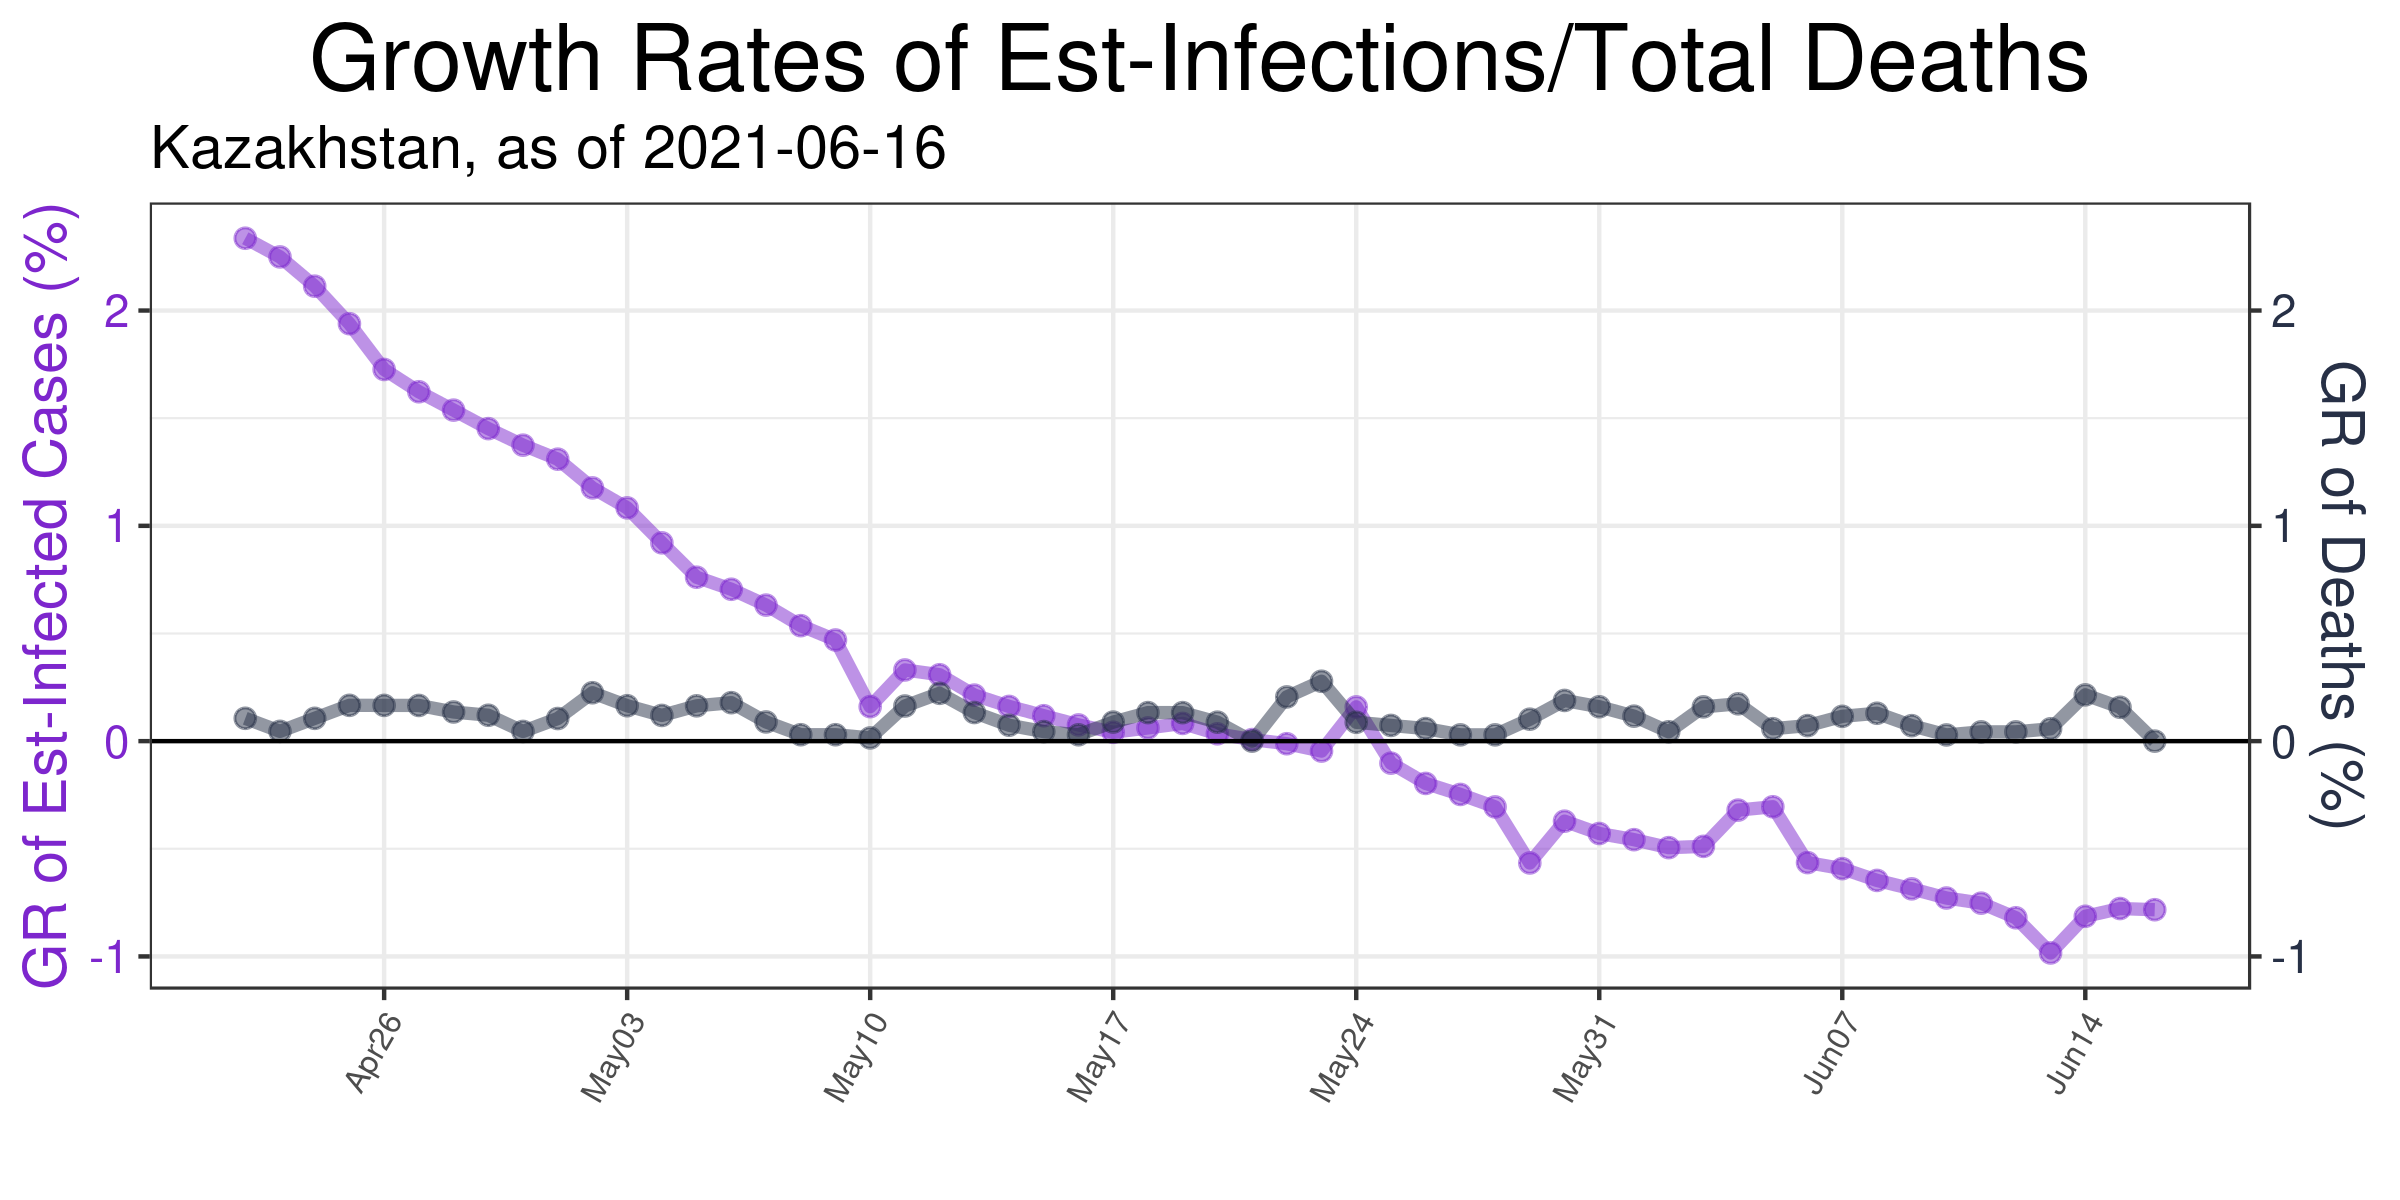 Growth Rates of Est-Infections/Total Deaths
Kazakhstan, as of 2021-06-16
GR of Est-Infected Cases (%)
2
1
0
-1
2
1
0
-1
GR of Deaths (%)
Apr26
May03
May10
May17
May24
May31
Jun07
Jun14